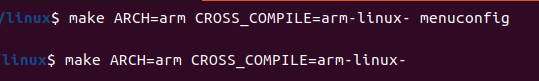 /linux$ make ARCH=arm CROSS_COMPILE=arm-linux- menuconfig
linux$ make ARCH=arm CROSS_COMPILE=arm-linux-